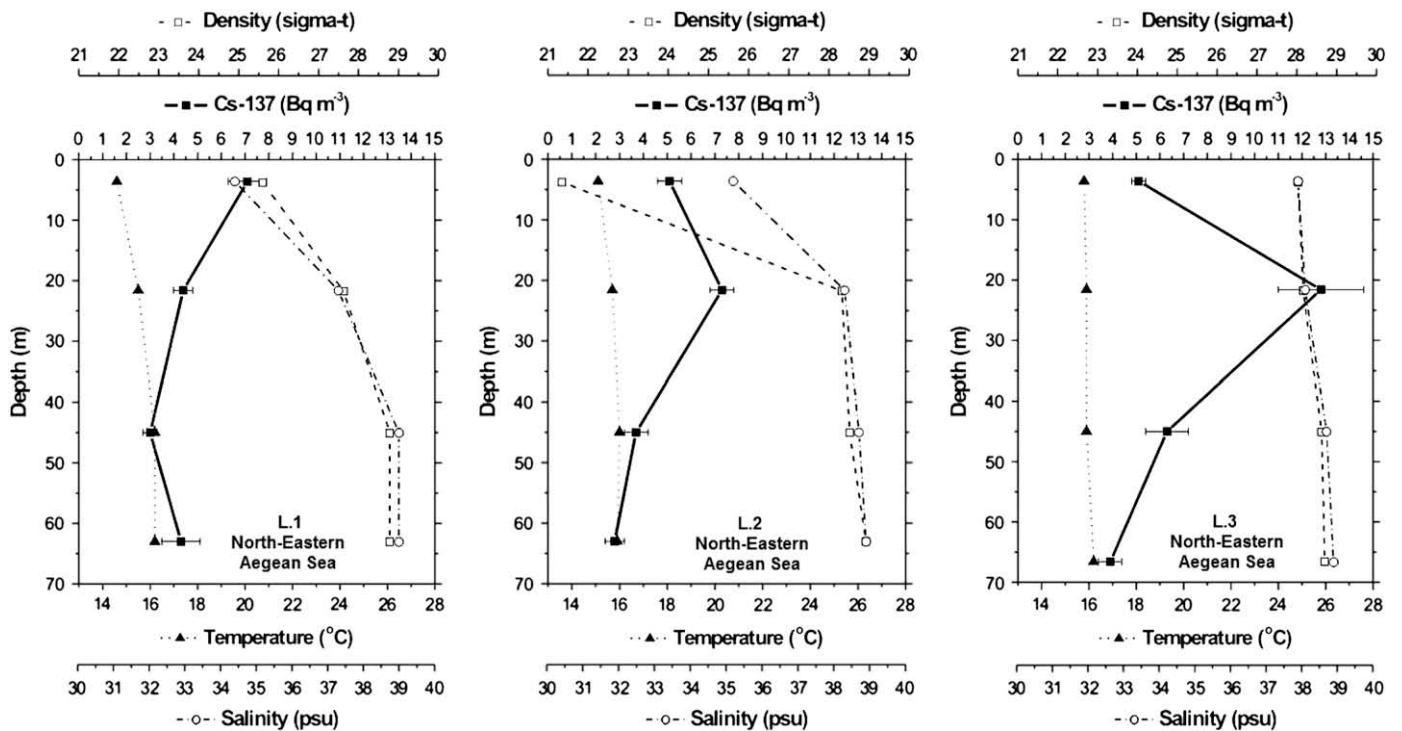 - -□- Density (sigma-t)
21 22 23 24 25 26 27 28 29 30
-■- Cs-137 (Bq m⁻³)
0 1 2 3 4 5 6 7 8 9 10 11 12 13 15
0
10
20
30
40
50
60
70
Depth (m)
L.1
North-Eastern
Aegean Sea
14 16 18 20 22 24 26 28
··▲·· Temperature (°C)
30 31 32 33 34 35 36 37 38 39 40
-·○-· Salinity (psu)
- -□- Density (sigma-t)
21 22 23 24 25 26 27 28 29 30
-■- Cs-137 (Bq m⁻³)
0 1 2 3 4 5 6 7 8 9 10 11 12 13 15
0
10
20
30
40
50
60
70
Depth (m)
L.2
North-Eastern
Aegean Sea
14 16 18 20 22 24 26 28
··▲·· Temperature (°C)
30 31 32 33 34 35 36 37 38 39 40
-·○-· Salinity (psu)
- -□- Density (sigma-t)
21 22 23 24 25 26 27 28 29 30
-■- Cs-137 (Bq m⁻³)
0 1 2 3 4 5 6 7 8 9 10 11 12 13 15
0
10
20
30
40
50
60
70
Depth (m)
L.3
North-Eastern
Aegean Sea
14 16 18 20 22 24 26 28
··▲·· Temperature (°C)
30 31 32 33 34 35 36 37 38 39 40
-·○-· Salinity (psu)